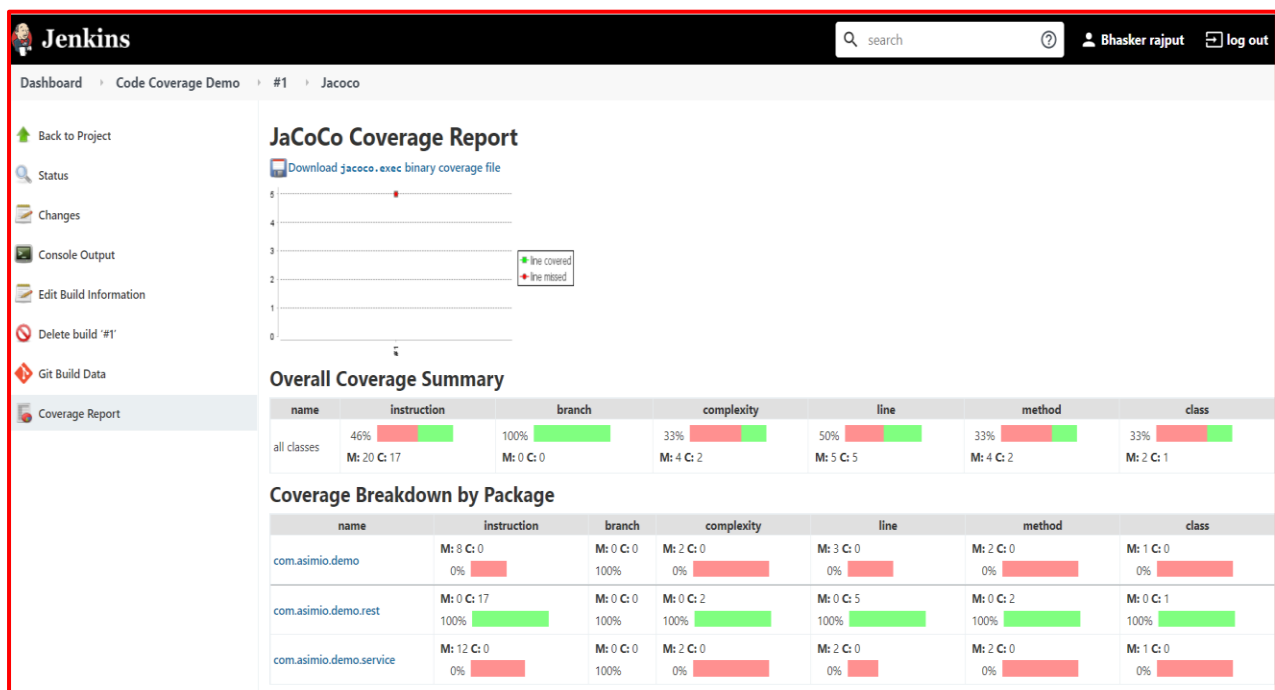 Jenkins
search
Bhasker rajput
log out
Dashboard Code Coverage Demo #1 Jacoco
Back to Project
Status
Changes
Console Output
Edit Build Information
Delete build '#1'
Git Build Data
Coverage Report
JaCoCo Coverage Report
Download jacoco.exec binary coverage file
5
4
3
2
1
0
line covered
line missed
Overall Coverage Summary
name instruction branch complexity line method class
all classes 46% 100% 33% 50% 33% 33%
M: 20 C: 17 M: 0 C: 0 M: 4 C: 2 M: 5 C: 5 M: 4 C: 2 M: 2 C: 1
Coverage Breakdown by Package
name instruction branch complexity line method class
com.asimio.demo M: 8 C: 0 M: 0 C: 0 M: 2 C: 0 M: 3 C: 0 M: 2 C: 0 M: 1 C: 0
0% 100% 0% 0% 0% 0%
com.asimio.demo.rest M: 0 C: 17 M: 0 C: 0 M: 0 C: 2 M: 0 C: 5 M: 0 C: 2 M: 0 C: 1
100% 100% 100% 100% 100% 100%
com.asimio.demo.service M: 12 C: 0 M: 0 C: 0 M: 2 C: 0 M: 2 C: 0 M: 2 C: 0 M: 1 C: 0
0% 100% 0% 0% 0% 0%